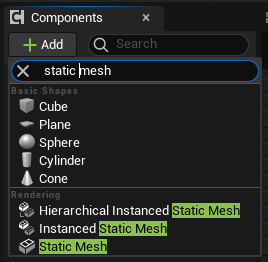 Components
+ Add
Search
static mesh
Basic Shapes
Cube
Plane
Sphere
Cylinder
Cone
Rendering
Hierarchical Instanced Static Mesh
Instanced Static Mesh
Static Mesh